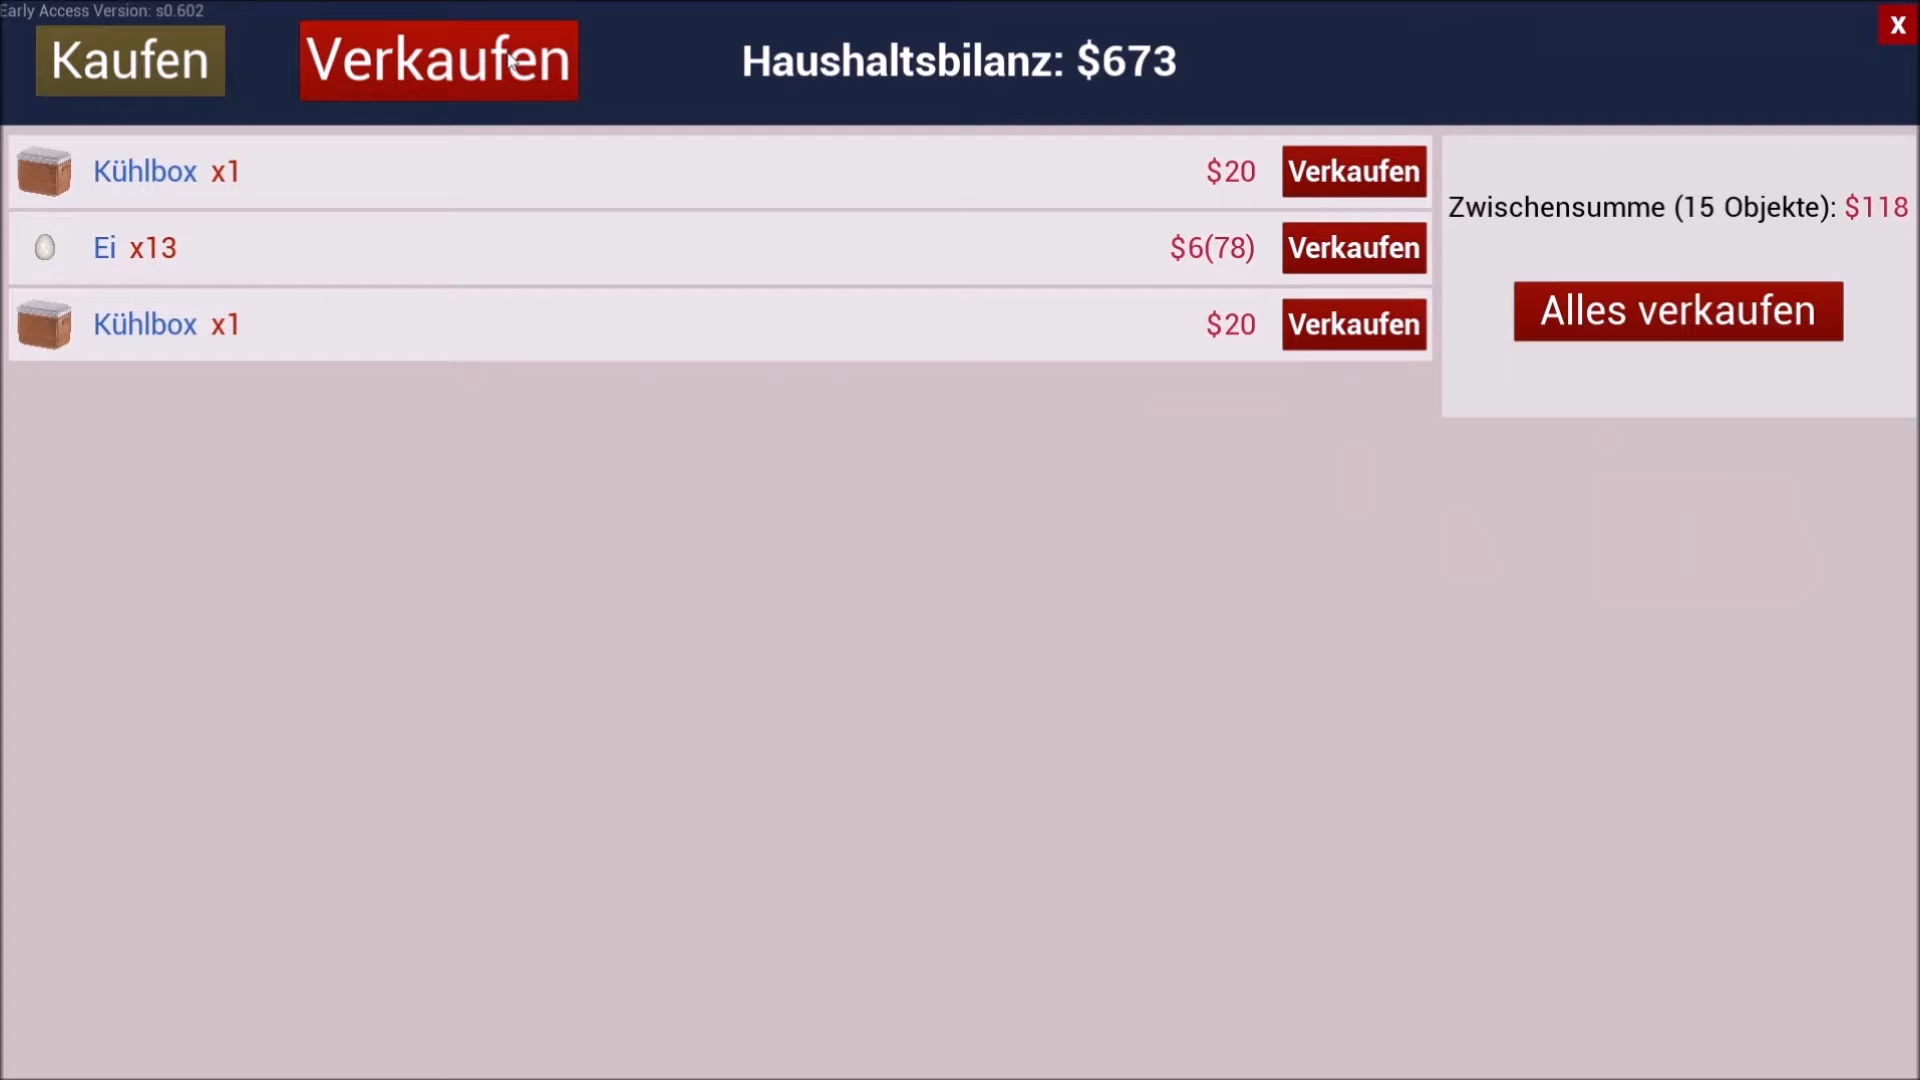 Early Access Version: s0.602
Kaufen Verkaufen Haushaltsbilanz: $673 X
Kühlbox x1 $20 Verkaufen
Ei x13 $6(78) Verkaufen
Kühlbox x1 $20 Verkaufen
Zwischensumme (15 Objekte): $118
Alles verkaufen